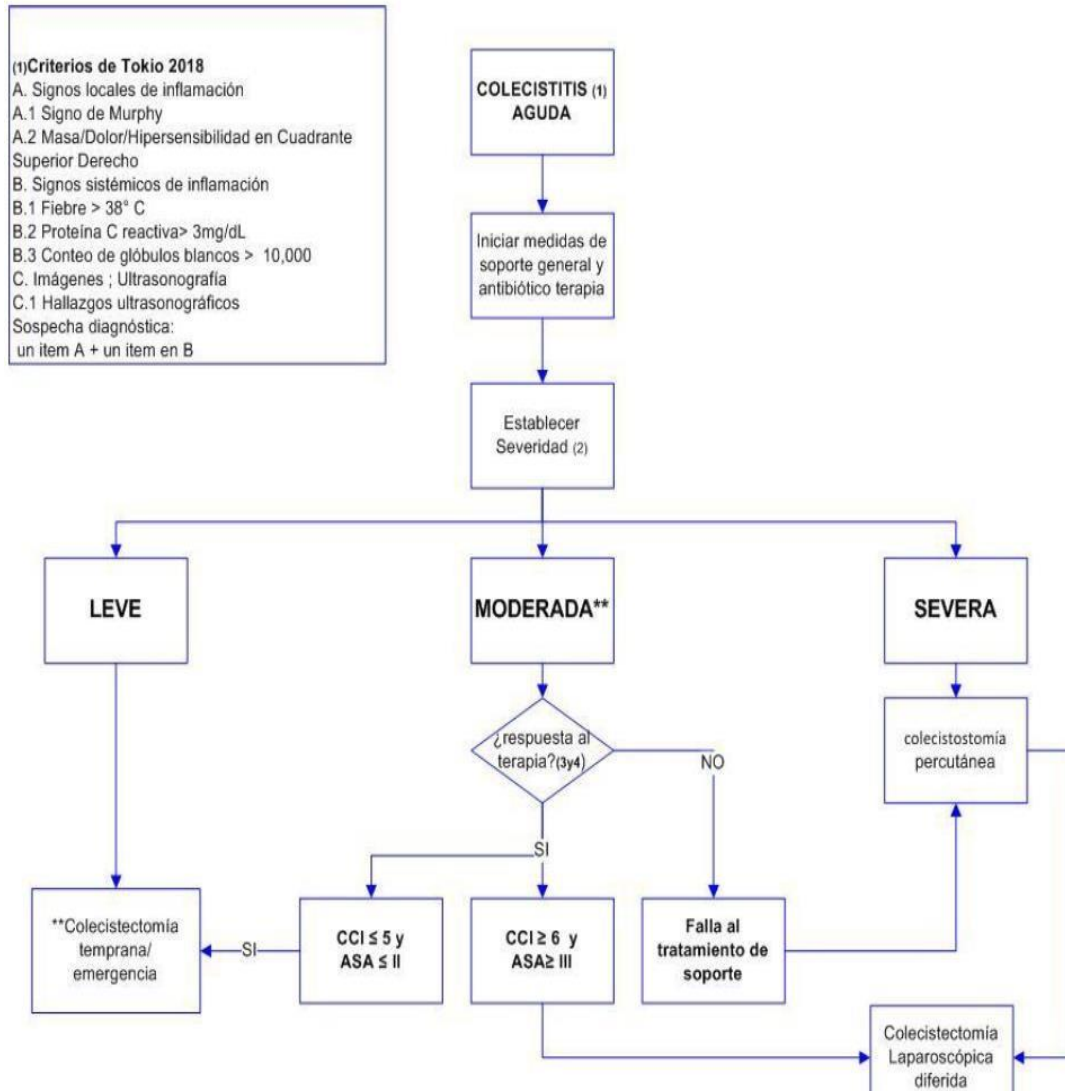 (1)Criterios de Tokio 2018
A. Signos locales de inflamación
A.1 Signo de Murphy
A.2 Masa/Dolor/Hipersensibilidad en Cuadrante
Superior Derecho
B. Signos sistémicos de inflamación
B.1 Fiebre > 38° C
B.2 Proteína C reactiva> 3mg/dL
B.3 Conteo de glóbulos blancos > 10,000
C. Imágenes ; Ultrasonografía
C.1 Hallazgos ultrasonográficos
Sospecha diagnóstica:
un item A + un item en B
COLECISTITIS (1)
AGUDA
Iniciar medidas de
soporte general y
antibiótico terapia
Establecer
Severidad (2)
LEVE
MODERADA**
SEVERA
¿respuesta al
terapia?(3y4)
NO
SI
colecistostomía
percutánea
**Colecistectomía
temprana/
emergencia
SI
CCI ≤ 5 y
ASA ≤ II
CCI ≥ 6 y
ASA≥ III
Falla al
tratamiento de
soporte
Colecistectomía
Laparoscópica
diferida